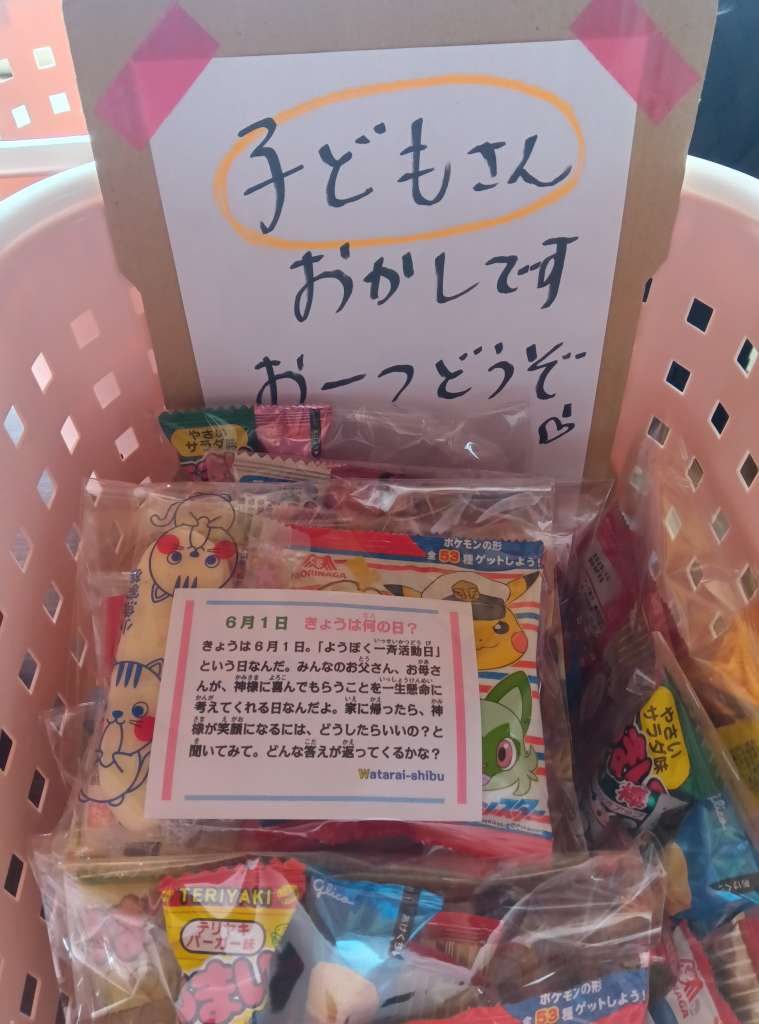 子どもさん
おかしです
お一つどうぞ
やさい
サラダ味
ポケモンの形
全53種ゲットしよう!
MORINAGA
6月1日 きょうは何の日?
きょうは6月1日。「ようぼく一斉活動日」
という日なんだ。みんなのお父さん、お母さ
んが、神様に喜んでもらうことを一生懸命に
考えてくれる日なんだよ。家に帰ったら、神
様が笑顔になるには、どうしたらいいの?と
聞いてみて。どんな答えが返ってくるかな?
Watarai-shibu
やさい
サラダ味
TERIYAKI
テリヤキ
バーガー味
glico
ポケモンの形
全53種ゲットしよう!